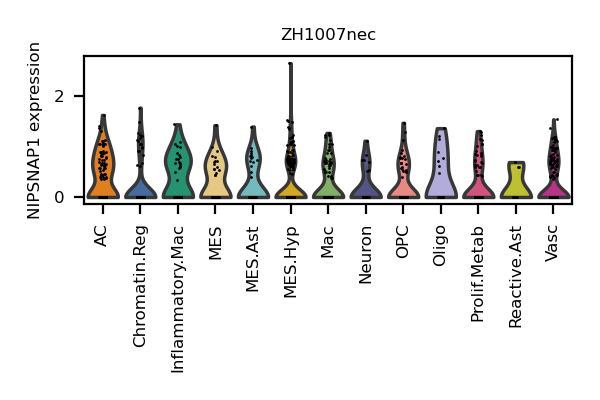 ZH1007nec
NIPSNAP1 expression
2
0
AC
Chromatin.Reg
Inflammatory.Mac
MES
MES.Ast
MES.Hyp
Mac
Neuron
OPC
Oligo
Prolif.Metab
Reactive.Ast
Vasc